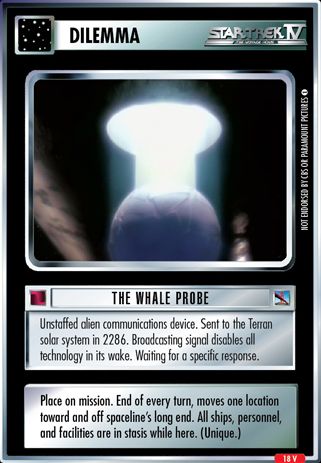 DILEMMA
STAR TREK IV
THE VOYAGE HOME
NOT ENDORSED BY CBS OR PARAMOUNT PICTURES
THE WHALE PROBE
Unstaffed alien communications device. Sent to the Terran
solar system in 2286. Broadcasting signal disables all
technology in its wake. Waiting for a specific response.
Place on mission. End of every turn, moves one location
toward and off spaceline's long end. All ships, personnel,
and facilities are in stasis while here. (Unique.)
18 V